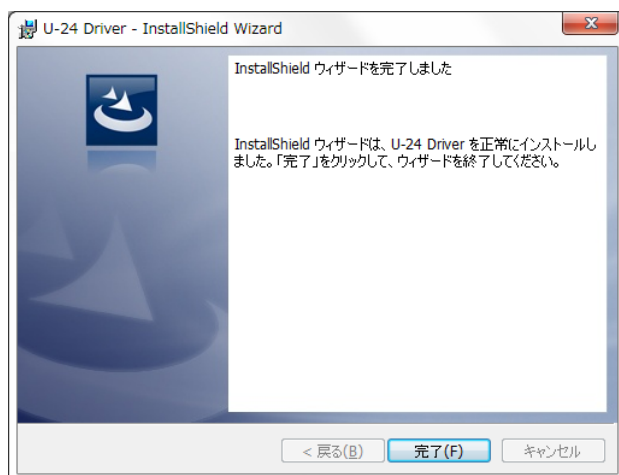 U-24 Driver - InstallShield Wizard
InstallShield ウィザードを完了しました
InstallShield ウィザードは、U-24 Driver を正常にインストールし
ました。「完了」をクリックして、ウィザードを終了してください。
< 戻る(B)
完了(F)
キャンセル